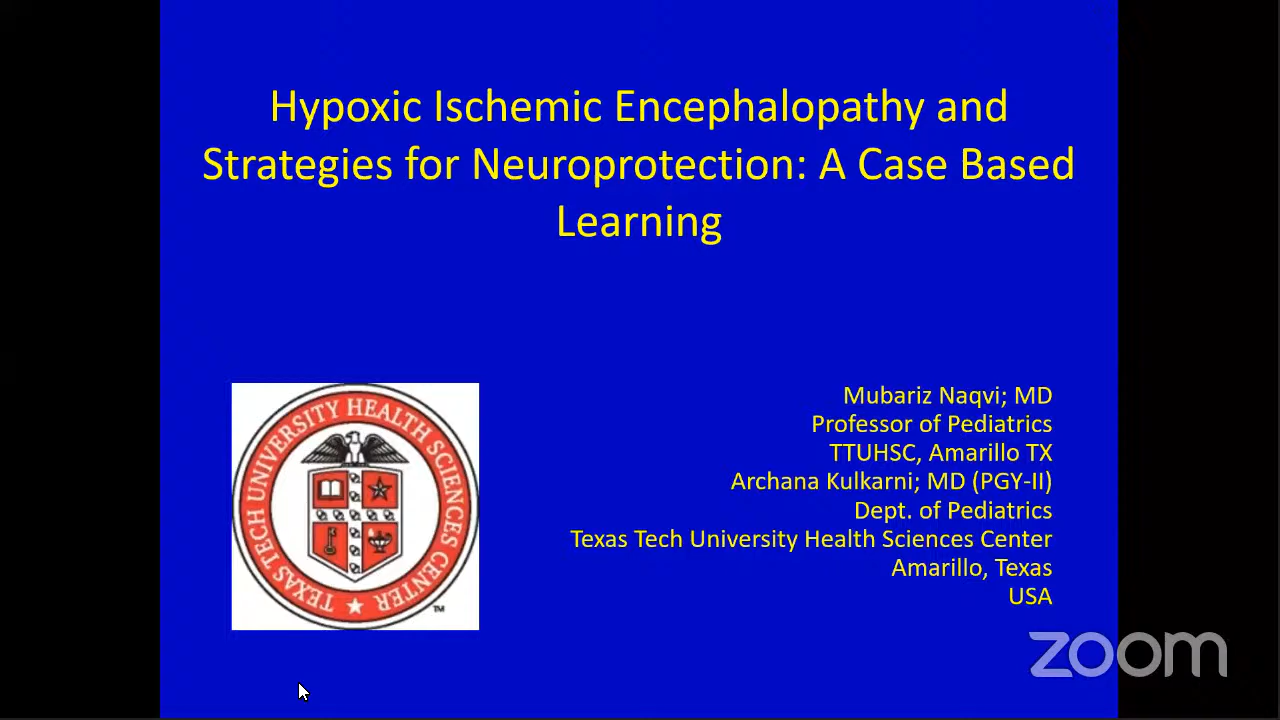 Hypoxic Ischemic Encephalopathy and
Strategies for Neuroprotection: A Case Based
Learning
Mubariz Naqvi; MD
Professor of Pediatrics
TTUHSC, Amarillo TX
Archana Kulkarni; MD (PGY-II)
Dept. of Pediatrics
Texas Tech University Health Sciences Center
Amarillo, Texas
USA
TEXAS TECH UNIVERSITY HEALTH SCIENCES CENTER
TM
zoom